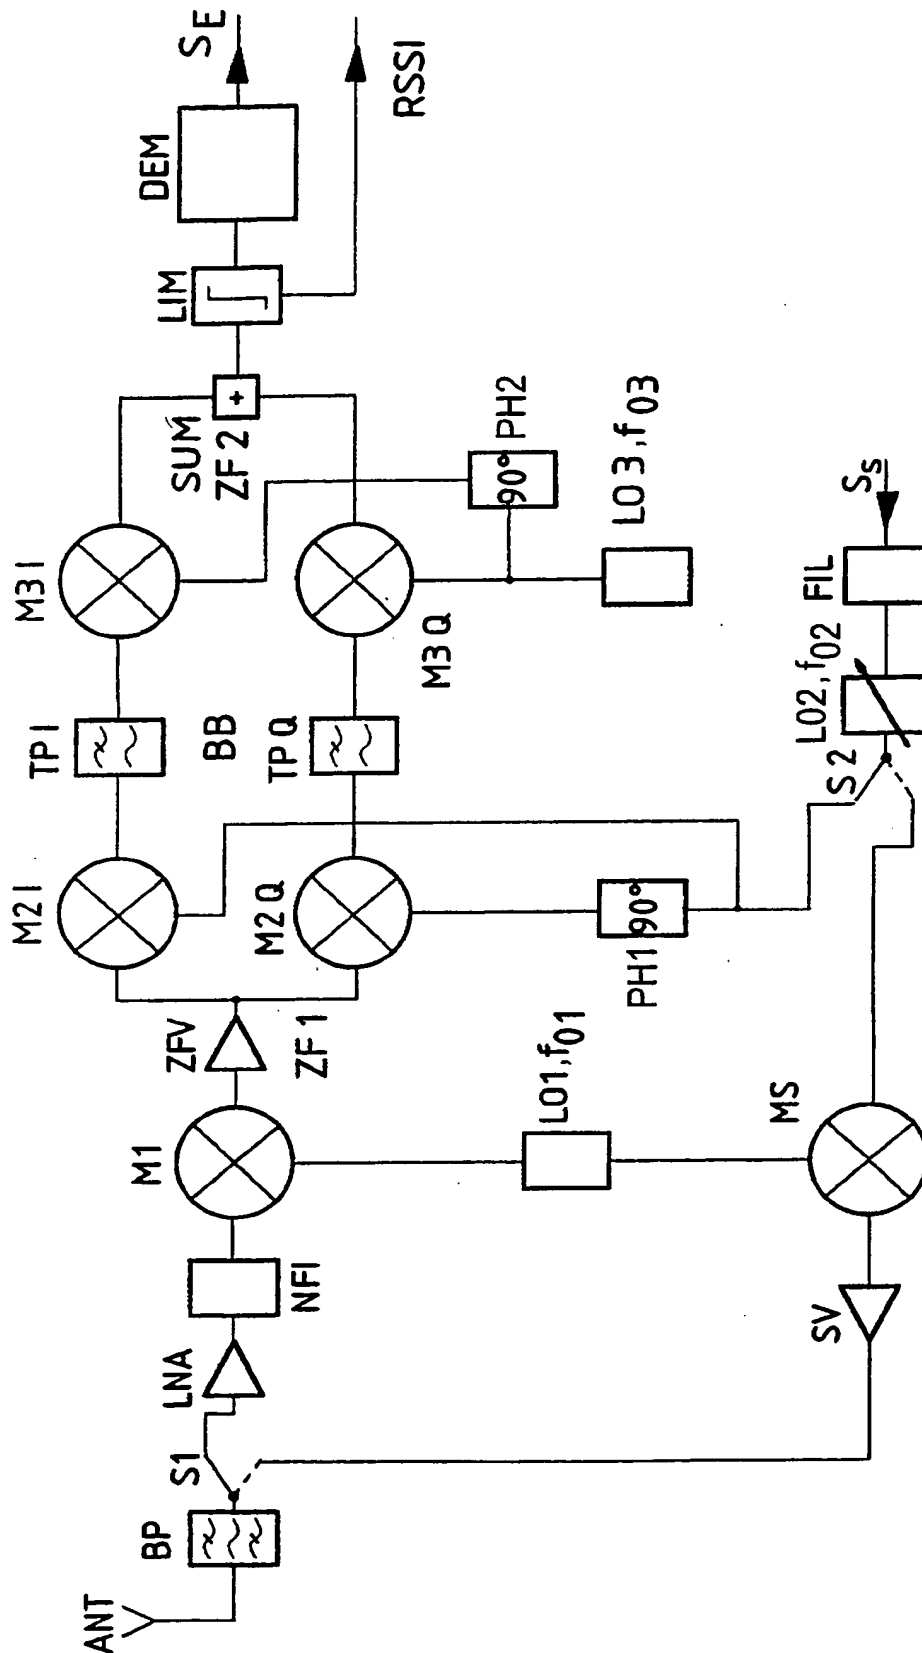 ANT
BP
S1
LNA
NFI
M1
ZFV
ZF1
M2I
M2Q
TPI
BB
TPQ
M3I
M3Q
SUM
ZF2
+
LIM
DEM
SE
RSSI
PH1
90°
PH2
90°
LO1,f01
LO3,f03
MS
SV
S2
LO2,f02
FIL
Ss